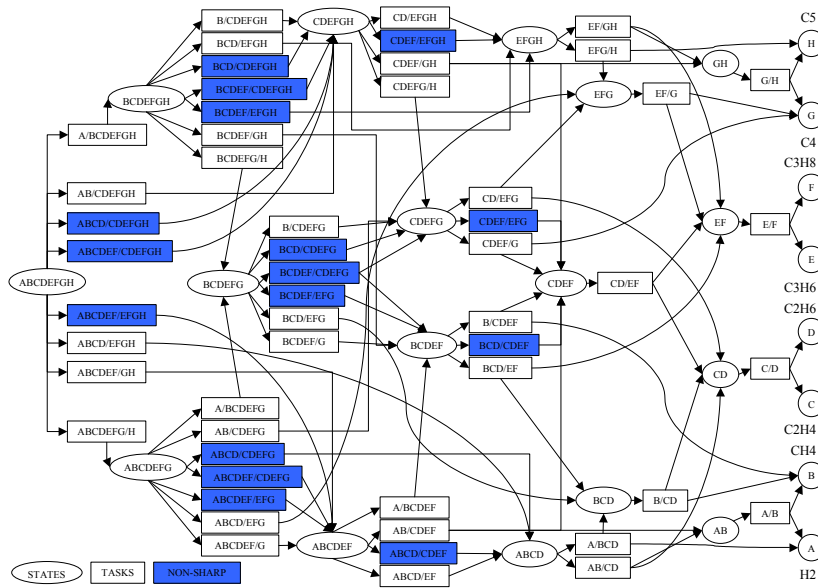 C5
B/CDEFGH
CDEFGH
CD/EFGH
EF/GH
H
BCD/EFGH
CDEF/EFGH
EFGH
EFG/H
BCD/CDEFGH
CDEF/GH
GH
G/H
BCDEFGH
BCDEF/CDEFGH
CDEFG/H
EFG
EF/G
BCDEF/EFGH
G
A/BCDEFGH
BCDEF/GH
C4
BCDEFG/H
C3H8
AB/CDEFGH
CD/EFG
F
ABCD/CDEFGH
B/CDEFG
CDEFG
CDEF/EFG
EF
E/F
ABCDEF/CDEFGH
BCD/CDEFG
CDEF/G
E
ABCDEFGH
BCDEFG
BCDEF/CDEFG
CDEF
CD/EF
C3H6
BCDEF/EFG
C2H6
ABCDEF/EFGH
BCD/EFG
B/CDEF
D
ABCD/EFGH
BCDEF/G
BCDEF
BCD/CDEF
ABCDEF/GH
BCD/EF
CD
C/D
C
A/BCDEFG
C2H4
ABCDEFG/H
AB/CDEFG
CH4
ABCD/CDEFG
B
ABCDEFG
ABCDEF/CDEFG
BCD
B/CD
ABCDEF/EFG
A/BCDEF
A/B
ABCD/EFG
AB/CDEF
AB
ABCDEF/G
ABCDEF
ABCD/CDEF
ABCD
A/BCD
A
ABCD/EF
AB/CD
STATES
TASKS
NON-SHARP
H2